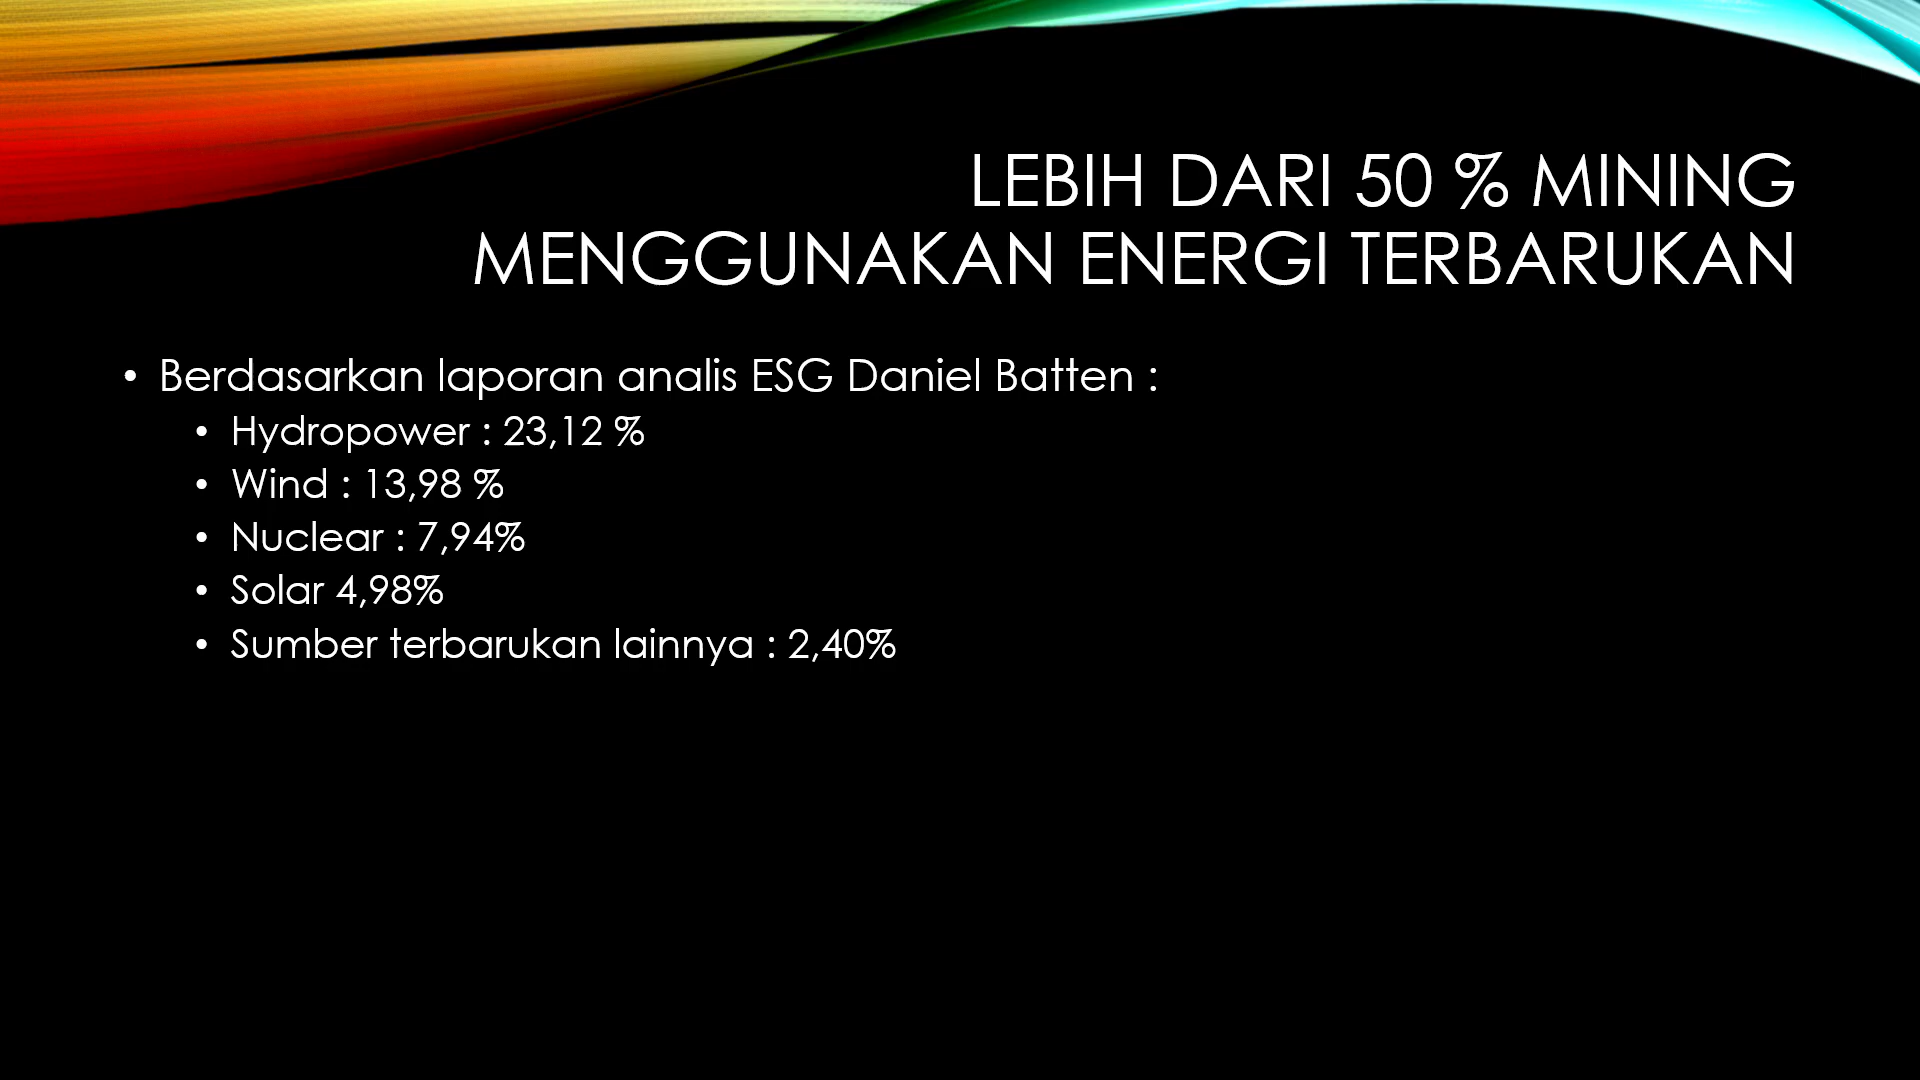 LEBIH DARI 50 % MINING
MENGGUNAKAN ENERGI TERBARUKAN
• Berdasarkan laporan analis ESG Daniel Batten :
• Hydropower : 23,12 %
• Wind : 13,98 %
• Nuclear : 7,94%
• Solar 4,98%
• Sumber terbarukan lainnya : 2,40%